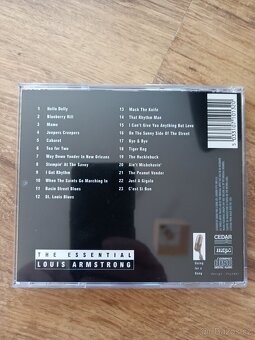 1 Hello Dolly
2 Blueberry Hill
3 Mame
4 Jeepers Creepers
5 Cabaret
6 Tea for Two
7 Way Down Yonder in New Orleans
8 Stompin' At The Savoy
9 I Got Rhythm
10 When The Saints Go Marching In
11 Basin Street Blues
12 St. Louis Blues
13 Mack The Knife
14 That Rhythm Man
15 I Can't Give You Anything But Love
16 On The Sunny Side Of The Street
17 Bye & Bye
18 Tiger Rag
19 The Hucklebuck
20 Ain't Misbehavin'
21 The Peanut Vendor
22 Just A Gigolo
23 C'est Si Bon
THE ESSENTIAL
LOUIS ARMSTRONG
Going
for a
Song
CEDAR